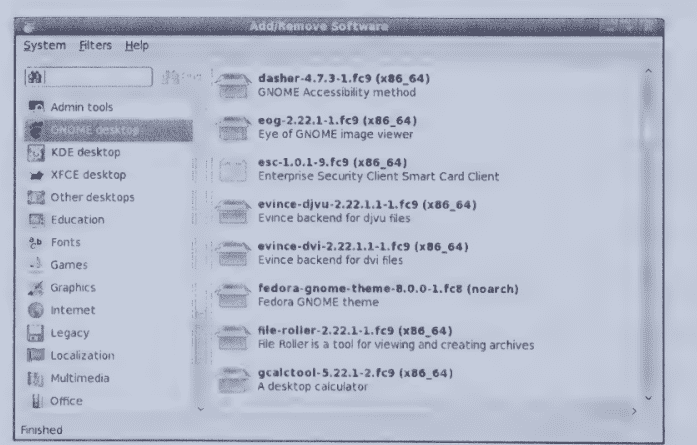 Add/Remove Software
System Filters Help
Admin tools
GNOME desktop
KDE desktop
XFCE desktop
Other desktops
Education
Fonts
Games
Graphics
Internet
Legacy
Localization
Multimedia
Office
dasher-4.7.3-1.fc9 (x86_64)
GNOME Accessibility method
eog-2.22.1-1.fc9 (x86_64)
Eye of GNOME image viewer
esc-1.0.1-9.fc9 (x86_64)
Enterprise Security Client Smart Card Client
evince-djvu-2.22.1.1-1.fc9 (x86_64)
Evince backend for djvu files
evince-dvi-2.22.1.1-1.fc9 (x86_64)
Evince backend for dvi files
fedora-gnome-theme-8.0.0-1.fc8 (noarch)
Fedora GNOME theme
file-roller-2.22.1-1.fc9 (x86_64)
File Roller is a tool for viewing and creating archives
gcalctool-5.22.1-2.fc9 (x86_64)
A desktop calculator
Finished